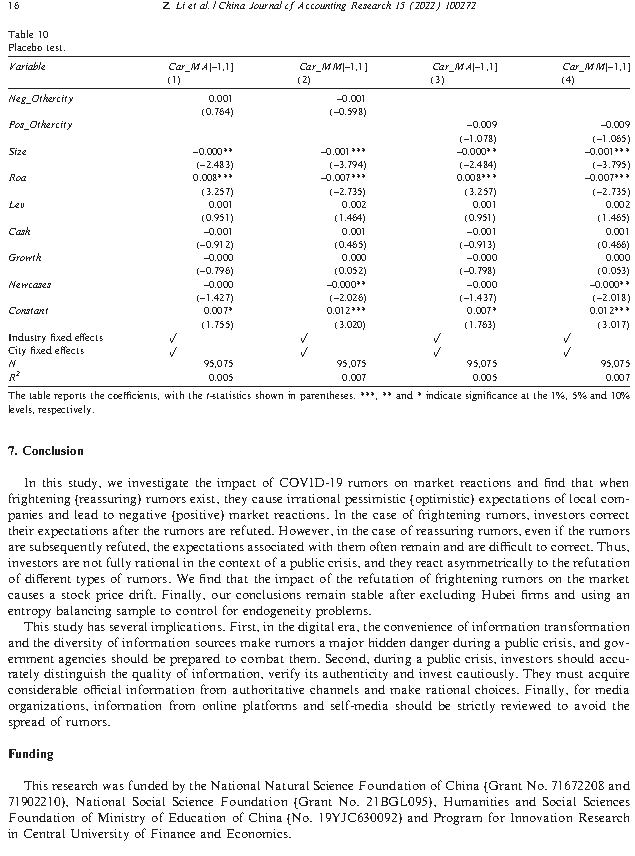 16 Z. Li et al. / China Journal of Accounting Research 15 (2022) 100272
Table 10
Placebo test.
Variable Car_MA[–1,1] Car_MM[–1,1] Car_MA[–1,1] Car_MM[–1,1]
(1) (2) (3) (4)
Neg_Othercity 0.001 –0.001
(0.764) (–0.598)
Pos_Othercity –0.009 –0.009
(–1.078) (–1.065)
Size –0.000** –0.001*** –0.000** –0.001***
(–2.483) (–3.794) (–2.484) (–3.795)
Roa 0.008*** –0.007*** 0.008*** –0.007***
(3.257) (–2.735) (3.257) (–2.735)
Lev 0.001 0.002 0.001 0.002
(0.951) (1.464) (0.951) (1.465)
Cash –0.001 0.001 –0.001 0.001
(–0.912) (0.465) (–0.913) (0.466)
Growth –0.000 0.000 –0.000 0.000
(–0.796) (0.052) (–0.798) (0.053)
Newcases –0.000 –0.000** –0.000 –0.000**
(–1.427) (–2.026) (–1.437) (–2.018)
Constant 0.007* 0.012*** 0.007* 0.012***
(1.755) (3.020) (1.763) (3.017)
Industry fixed effects ✓ ✓ ✓ ✓
City fixed effects ✓ ✓ ✓ ✓
N 95,075 95,075 95,075 95,075
R² 0.005 0.007 0.005 0.007
The table reports the coefficients, with the t-statistics shown in parentheses. ***, ** and * indicate significance at the 1%, 5% and 10%
levels, respectively.
7. Conclusion
In this study, we investigate the impact of COVID-19 rumors on market reactions and find that when
frightening (reassuring) rumors exist, they cause irrational pessimistic (optimistic) expectations of local com-
panies and lead to negative (positive) market reactions. In the case of frightening rumors, investors correct
their expectations after the rumors are refuted. However, in the case of reassuring rumors, even if the rumors
are subsequently refuted, the expectations associated with them often remain and are difficult to correct. Thus,
investors are not fully rational in the context of a public crisis, and they react asymmetrically to the refutation
of different types of rumors. We find that the impact of the refutation of frightening rumors on the market
causes a stock price drift. Finally, our conclusions remain stable after excluding Hubei firms and using an
entropy balancing sample to control for endogeneity problems.
This study has several implications. First, in the digital era, the convenience of information transformation
and the diversity of information sources make rumors a major hidden danger during a public crisis, and gov-
ernment agencies should be prepared to combat them. Second, during a public crisis, investors should accu-
rately distinguish the quality of information, verify its authenticity and invest cautiously. They must acquire
considerable official information from authoritative channels and make rational choices. Finally, for media
organizations, information from online platforms and self-media should be strictly reviewed to avoid the
spread of rumors.
Funding
This research was funded by the National Natural Science Foundation of China (Grant No. 71672208 and
71902210), National Social Science Foundation (Grant No. 21BGL095), Humanities and Social Sciences
Foundation of Ministry of Education of China (No. 19YJC630092) and Program for Innovation Research
in Central University of Finance and Economics.